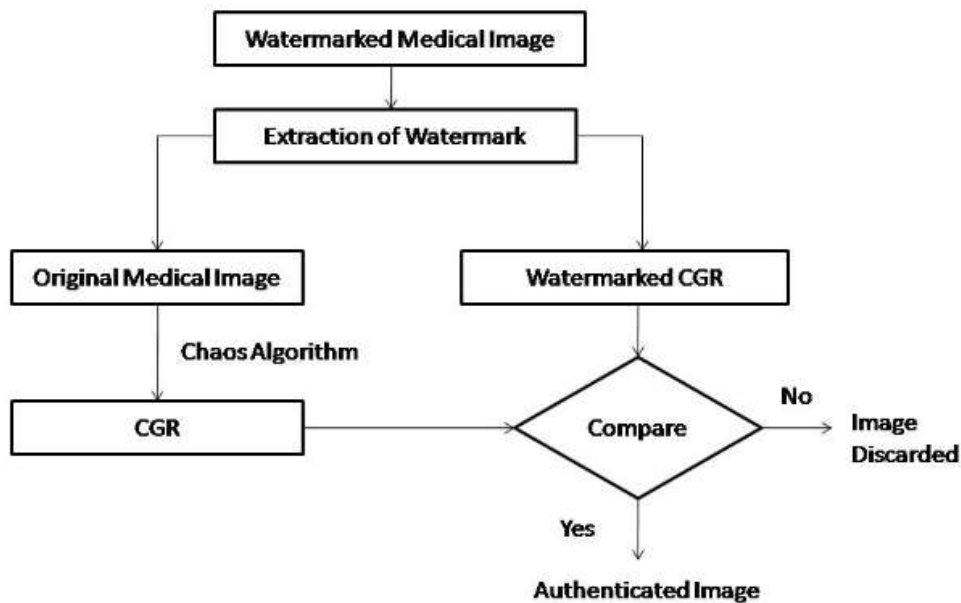 Watermarked Medical Image
Extraction of Watermark
Original Medical Image
Watermarked CGR
Chaos Algorithm
CGR
Compare
No
Image
Discarded
Yes
Authenticated Image